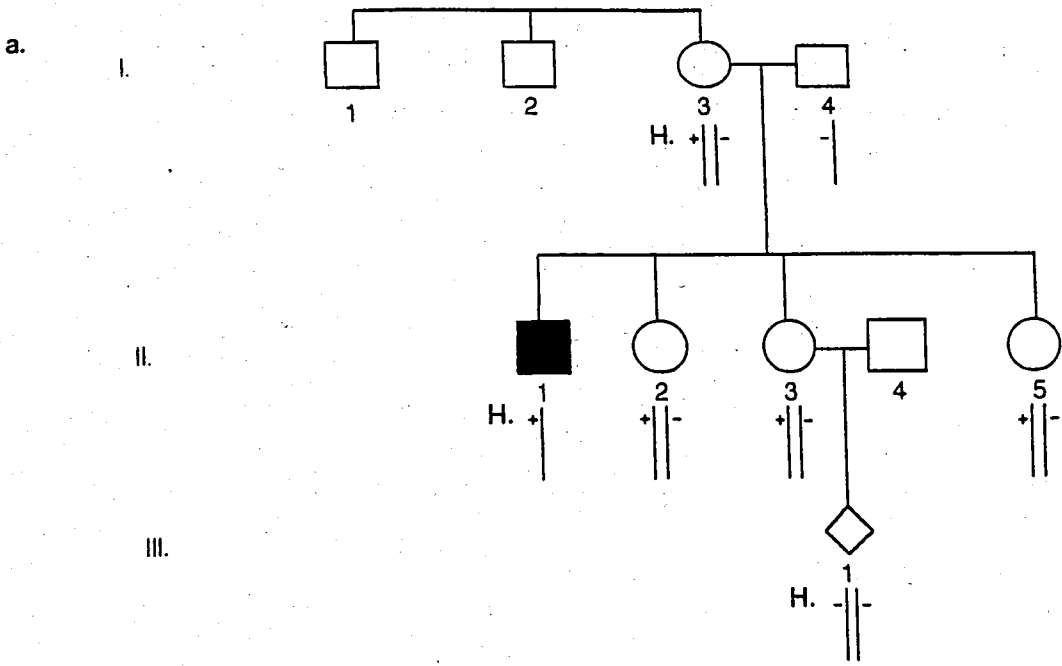 a.
I.
1 2 3 4
H. + - -
II.
1 2 3 4 5
H. + + - + - + -
III.
1
H. - -